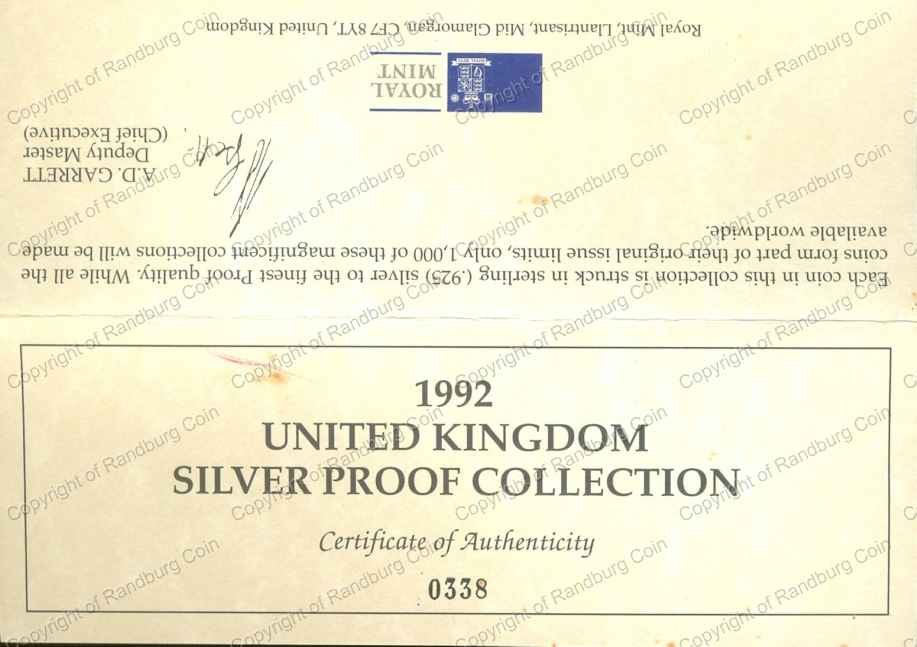 1992
UNITED KINGDOM
SILVER PROOF COLLECTION
Certificate of Authenticity
0338
Each coin in this collection is struck in sterling (.925) silver to the finest Proof quality. While all the
coins form part of their original issue limits, only 1,000 of these magnificent collections will be made
available worldwide.
A.D. GARRETT
Deputy Master
(Chief Executive)
ROYAL
MINT
Royal Mint, Llantrisant, Mid Glamorgan, CF7 8YT, United Kingdom
Copyright of Randburg Coin